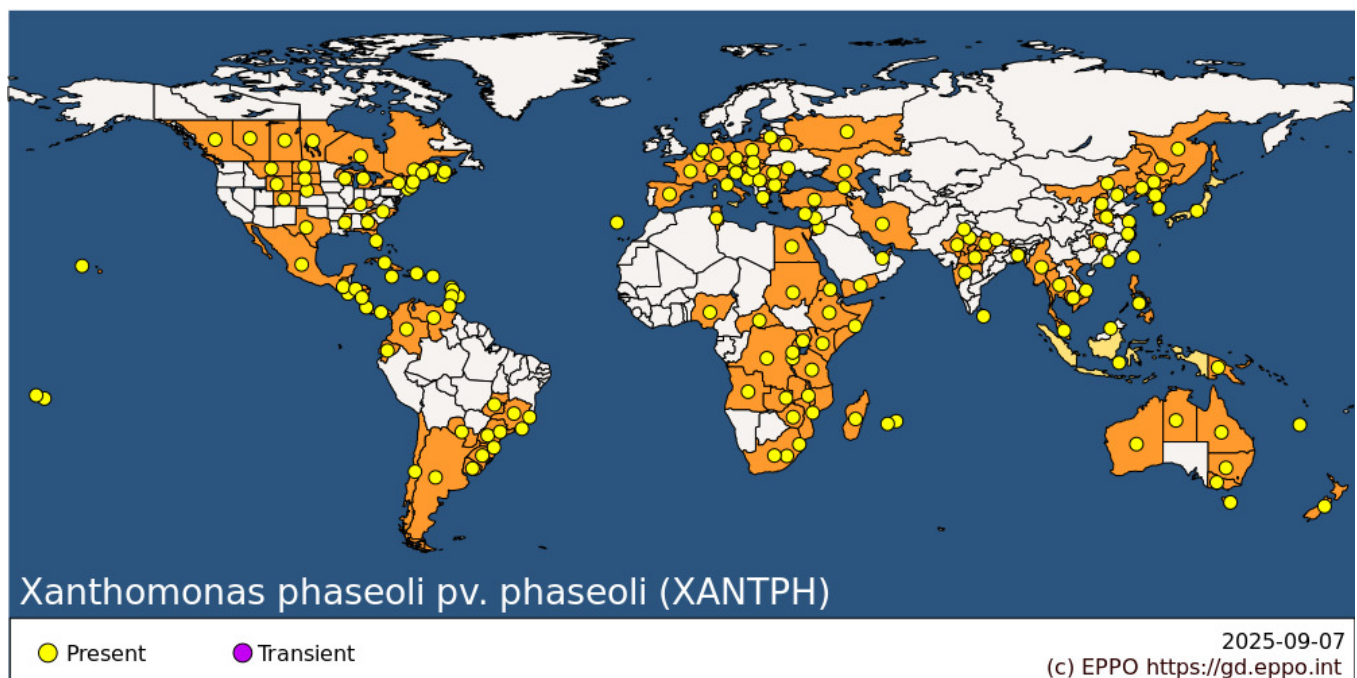 Xanthomonas phaseoli pv. phaseoli (XANTPH)
Present
Transient
2025-09-07
(c) EPPO https://gd.eppo.int